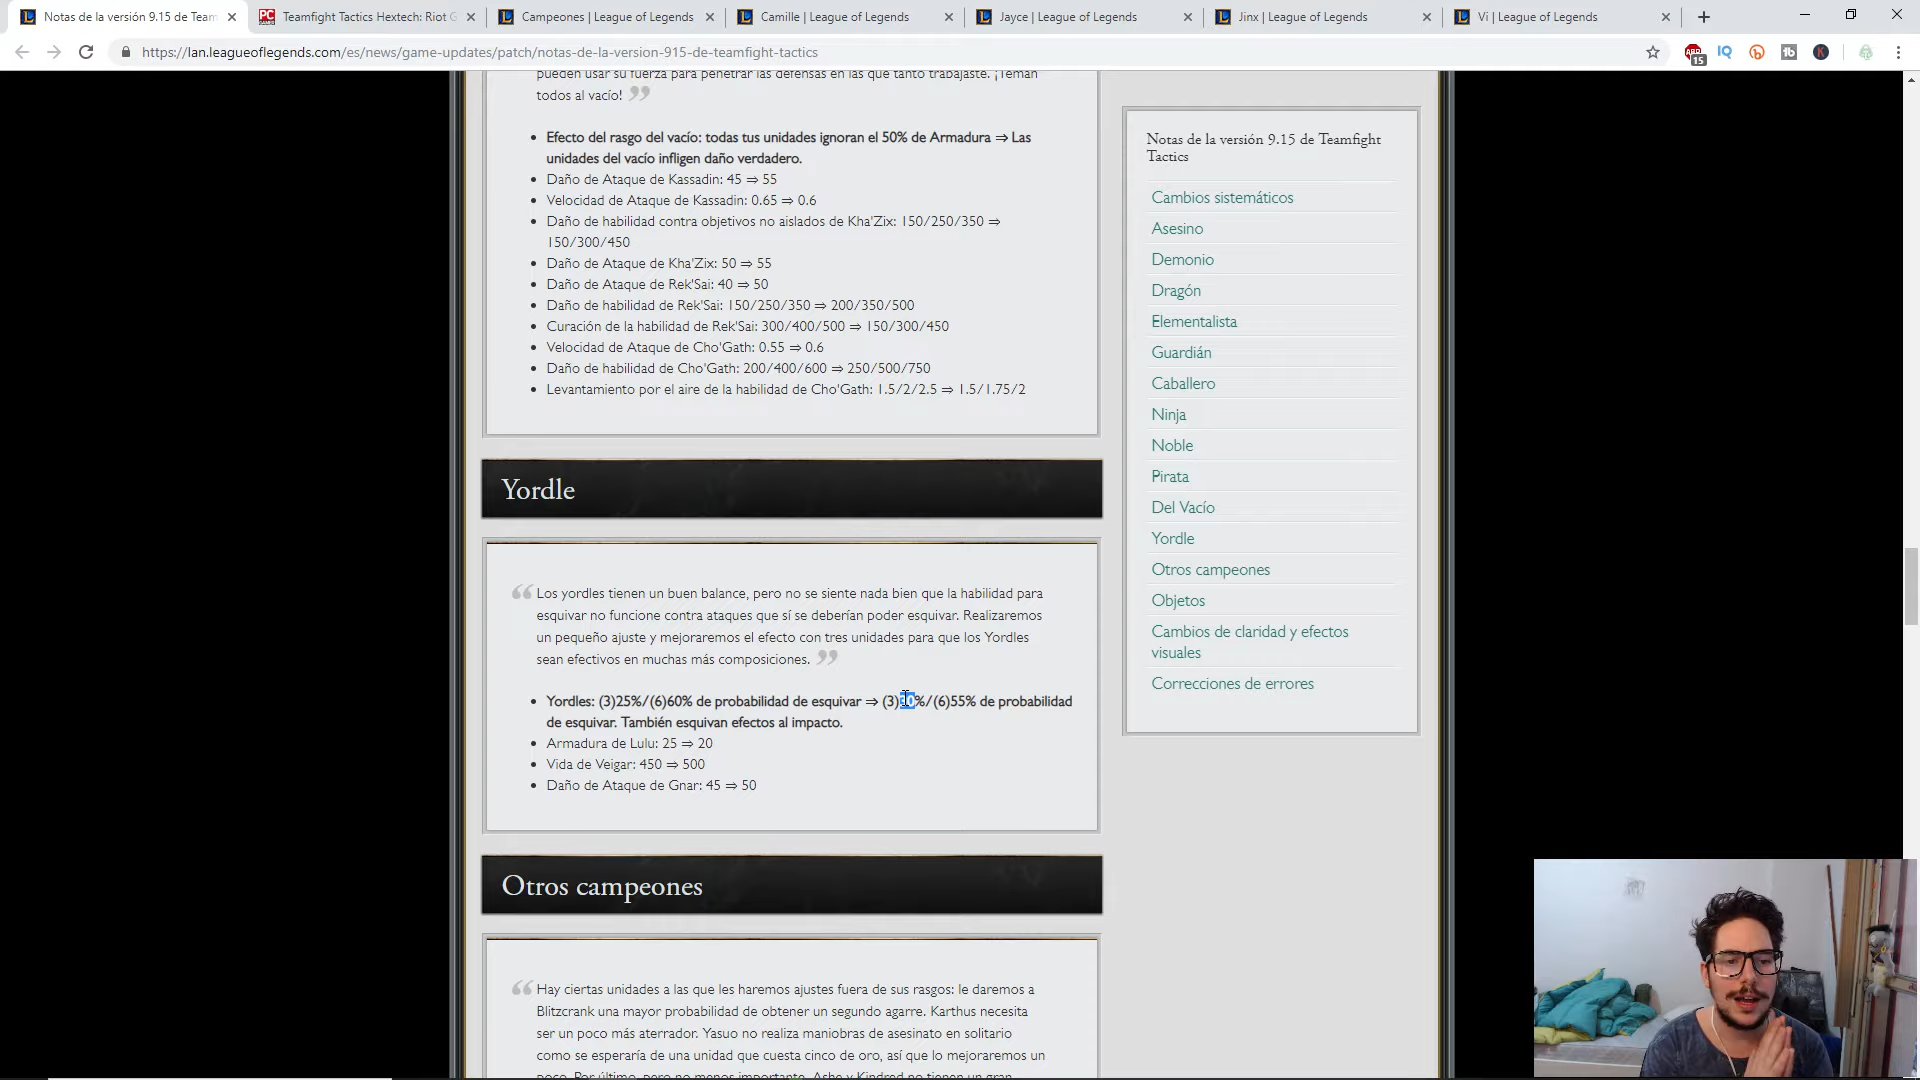 Notas de la versión 9.15 de Team
Teamfight Tactics Hextech: Riot G
Campeones | League of Legends
Camille | League of Legends
Jayce | League of Legends
Jinx | League of Legends
Vi | League of Legends
https://lan.leagueoflegends.com/es/news/game-updates/patch/notas-de-la-version-915-de-teamfight-tactics
pueden usar su fuerza para penetrar las defensas en las que tanto trabajaste. ¡Teman
todos al vacío!
Efecto del rasgo del vacío: todas tus unidades ignoran el 50% de Armadura ⇒ Las
unidades del vacío infligen daño verdadero.
Daño de Ataque de Kassadin: 45 ⇒ 55
Velocidad de Ataque de Kassadin: 0.65 ⇒ 0.6
Daño de habilidad contra objetivos no aislados de Kha'Zix: 150/250/350 ⇒
150/300/450
Daño de Ataque de Kha'Zix: 50 ⇒ 55
Daño de Ataque de Rek'Sai: 40 ⇒ 50
Daño de habilidad de Rek'Sai: 150/250/350 ⇒ 200/350/500
Curación de la habilidad de Rek'Sai: 300/400/500 ⇒ 150/300/450
Velocidad de Ataque de Cho'Gath: 0.55 ⇒ 0.6
Daño de habilidad de Cho'Gath: 200/400/600 ⇒ 250/500/750
Levantamiento por el aire de la habilidad de Cho'Gath: 1.5/2/2.5 ⇒ 1.5/1.75/2
Yordle
Los yordles tienen un buen balance, pero no se siente nada bien que la habilidad para
esquivar no funcione contra ataques que sí se deberían poder esquivar. Realizaremos
un pequeño ajuste y mejoraremos el efecto con tres unidades para que los Yordles
sean efectivos en muchas más composiciones.
Yordles: (3)25%/(6)60% de probabilidad de esquivar ⇒ (3) %/(6)55% de probabilidad
de esquivar. También esquivan efectos al impacto.
Armadura de Lulu: 25 ⇒ 20
Vida de Veigar: 450 ⇒ 500
Daño de Ataque de Gnar: 45 ⇒ 50
Otros campeones
Hay ciertas unidades a las que les haremos ajustes fuera de sus rasgos: le daremos a
Blitzcrank una mayor probabilidad de obtener un segundo agarre. Karthus necesita
ser un poco más aterrador. Yasuo no realiza maniobras de asesinato en solitario
como se esperaría de una unidad que cuesta cinco de oro, así que lo mejoraremos un
poco. Por último, pero no menos importante, Ashe y Kindred no tienen un gran
Notas de la versión 9.15 de Teamfight
Tactics
Cambios sistemáticos
Asesino
Demonio
Dragón
Elementalista
Guardián
Caballero
Ninja
Noble
Pirata
Del Vacío
Yordle
Otros campeones
Objetos
Cambios de claridad y efectos
visuales
Correcciones de errores